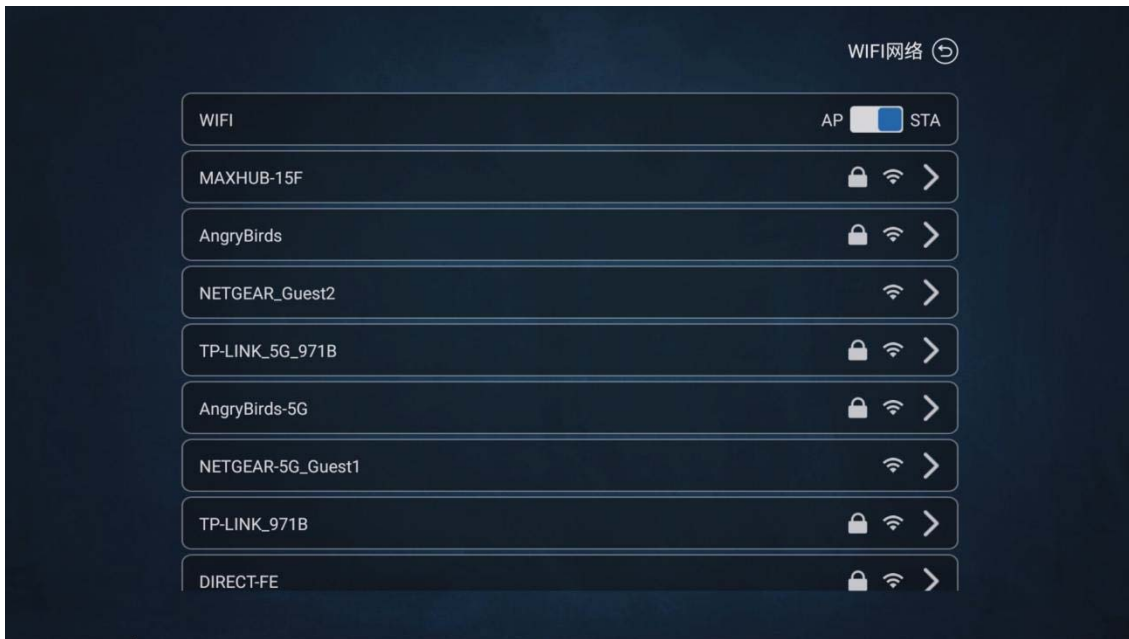 WIFI网络
WIFI AP STA
MAXHUB-15F
AngryBirds
NETGEAR_Guest2
TP-LINK_5G_971B
AngryBirds-5G
NETGEAR-5G_Guest1
TP-LINK_971B
DIRECT-FE